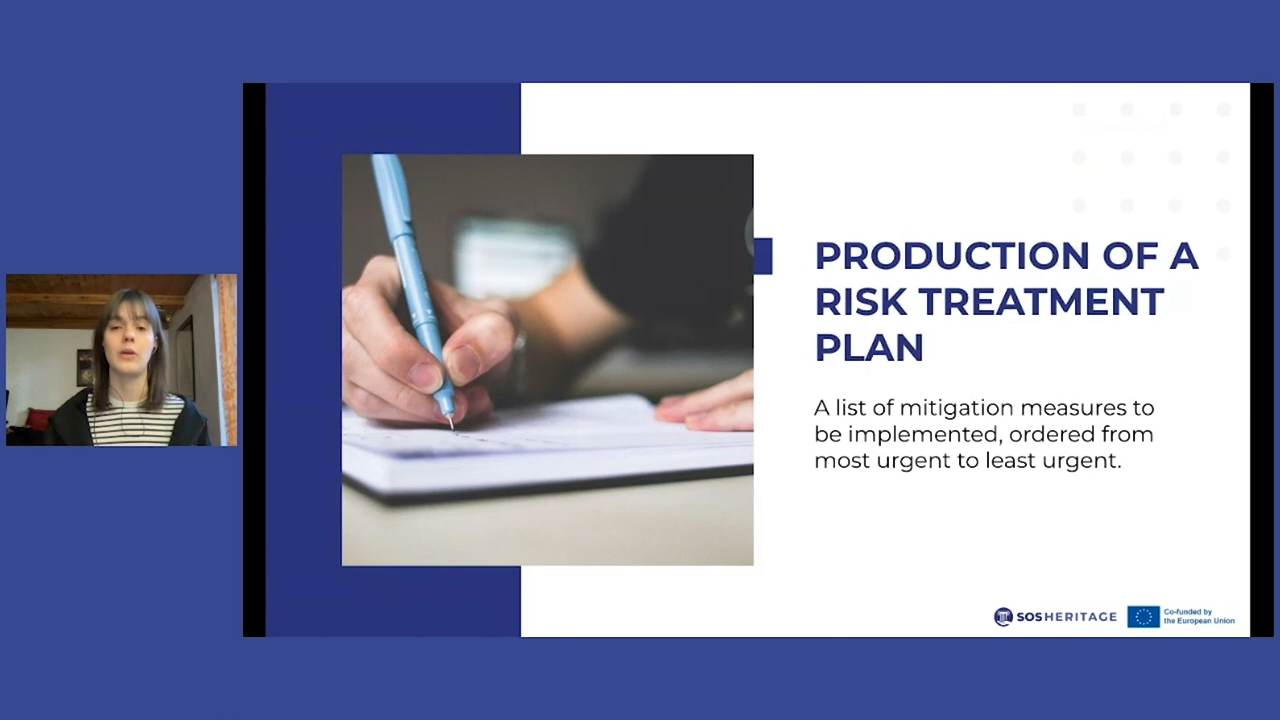 PRODUCTION OF A
RISK TREATMENT
PLAN
A list of mitigation measures to
be implemented, ordered from
most urgent to least urgent.
SOSHERITAGE
Co-funded by
the European Union